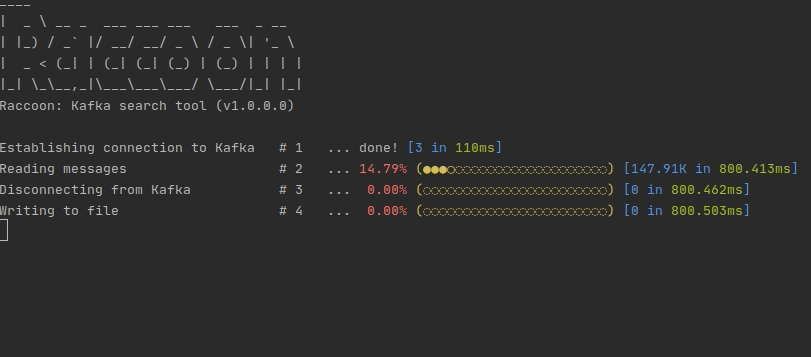 ____
|  _ \ __ _  ___ ___ ___   ___  _ __
| |_) / _` |/ __/ __/ _ \ / _ \| '_ \
|  _ < (_| | (_| (_| (_) | (_) | | | |
|_| \_\__,_|\___\___\___/ \___/|_| |_|
Raccoon: Kafka search tool (v1.0.0.0)
Establishing connection to Kafka   # 1   ... done! [3 in 110ms]
Reading messages   # 2   ... 14.79% (●●●○○○○○○○○○○○○○○○○○○○○) [147.91K in 800.413ms]
Disconnecting from Kafka   # 3   ...  0.00% (○○○○○○○○○○○○○○○○○○○○○○○) [0 in 800.462ms]
Writing to file   # 4   ...  0.00% (○○○○○○○○○○○○○○○○○○○○○○○) [0 in 800.503ms]